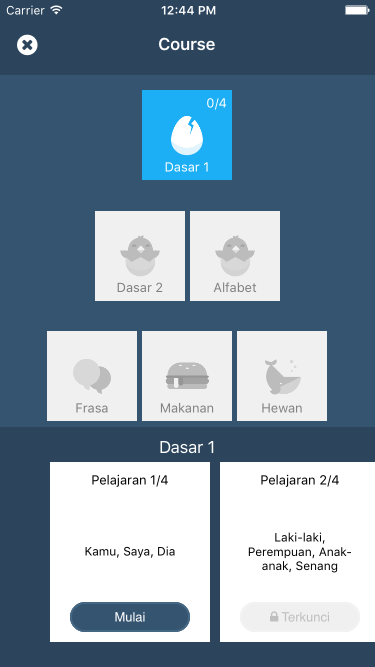 Carrier 12:44 PM
Course
0/4
Dasar 1
Dasar 2 Alfabet
Frasa Makanan Hewan
Dasar 1
Pelajaran 1/4
Kamu, Saya, Dia
Mulai
Pelajaran 2/4
Laki-laki,
Perempuan, Anak-
anak, Senang
Terkunci